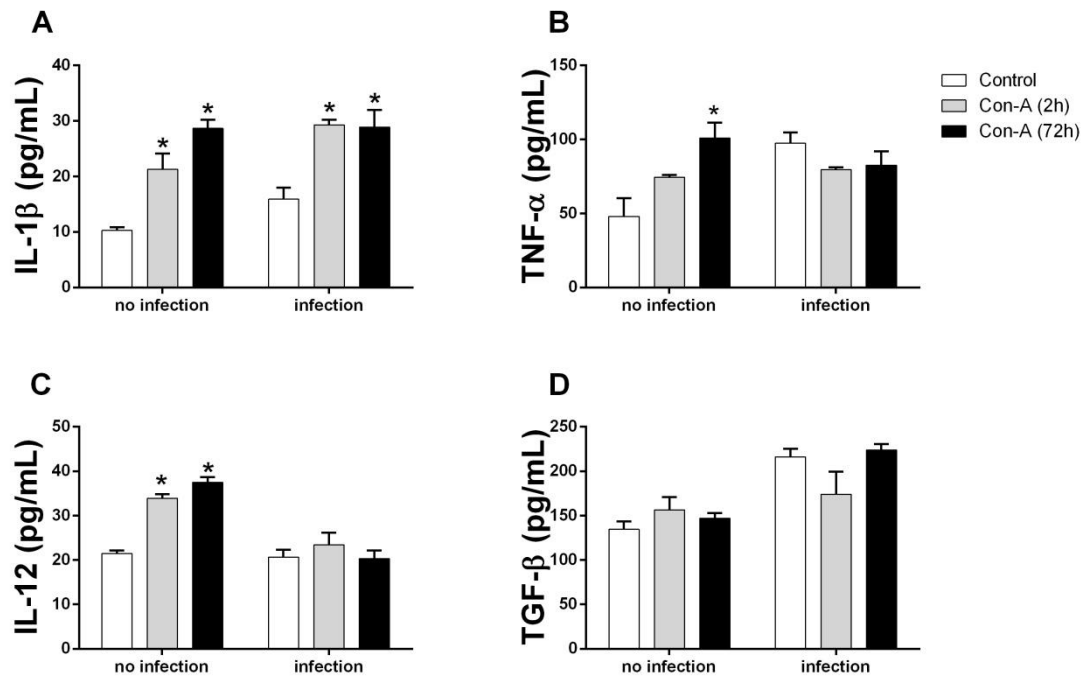 A
IL-1β (pg/mL)
40
30
20
10
0
* * * *
no infection infection
B
TNF-α (pg/mL)
150
100
50
0
*
no infection infection
Control
Con-A (2h)
Con-A (72h)
C
IL-12 (pg/mL)
50
40
30
20
10
0
* *
no infection infection
D
TGF-β (pg/mL)
250
200
150
100
50
0
no infection infection